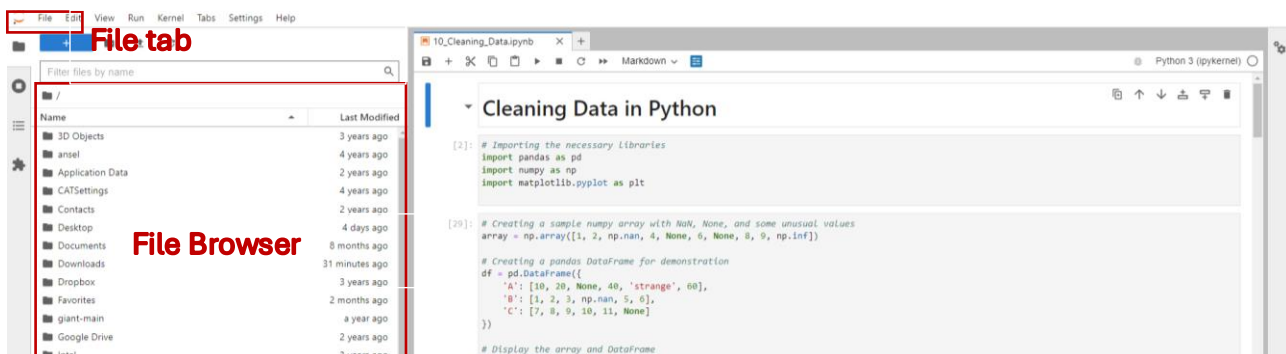 File Edit View Run Kernel Tabs Settings Help
File tab
Filter files by name
/
Name Last Modified
3D Objects 3 years ago
ansel 4 years ago
Application Data 2 years ago
CATSettings 4 years ago
Contacts 2 years ago
Desktop 4 days ago
Documents 8 months ago
Downloads 31 minutes ago
Dropbox 3 years ago
Favorites 2 months ago
giant-main a year ago
Google Drive 2 years ago
File Browser
10_Cleaning_Data.ipynb
Markdown
Python 3 (ipykernel)
Cleaning Data in Python
[2]: # Importing the necessary Libraries
import pandas as pd
import numpy as np
import matplotlib.pyplot as plt
[29]: # Creating a sample numpy array with NaN, None, and some unusual values
array = np.array([1, 2, np.nan, 4, None, 6, None, 8, 9, np.inf])
# Creating a pandas DataFrame for demonstration
df = pd.DataFrame({
'A': [10, 20, None, 40, 'strange', 60],
'B': [1, 2, 3, np.nan, 5, 6],
'C': [7, 8, 9, 10, 11, None]
})
# Display the array and DataFrame